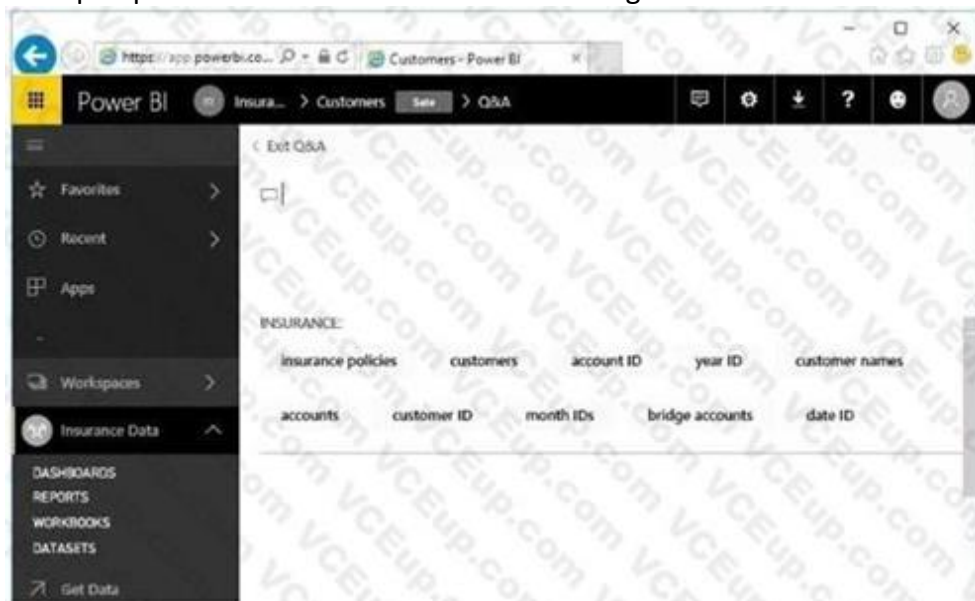 https://app.powerbi.co... Customers - Power BI
Power BI Insura... > Customers > Q&A
< Exit Q&A
Favorites
Recent
Apps
INSURANCE:
insurance policies customers account ID year ID customer names
Workspaces
accounts customer ID month IDs bridge accounts date ID
Insurance Data
DASHBOARDS
REPORTS
WORKBOOKS
DATASETS
Get Data
VCEup.com